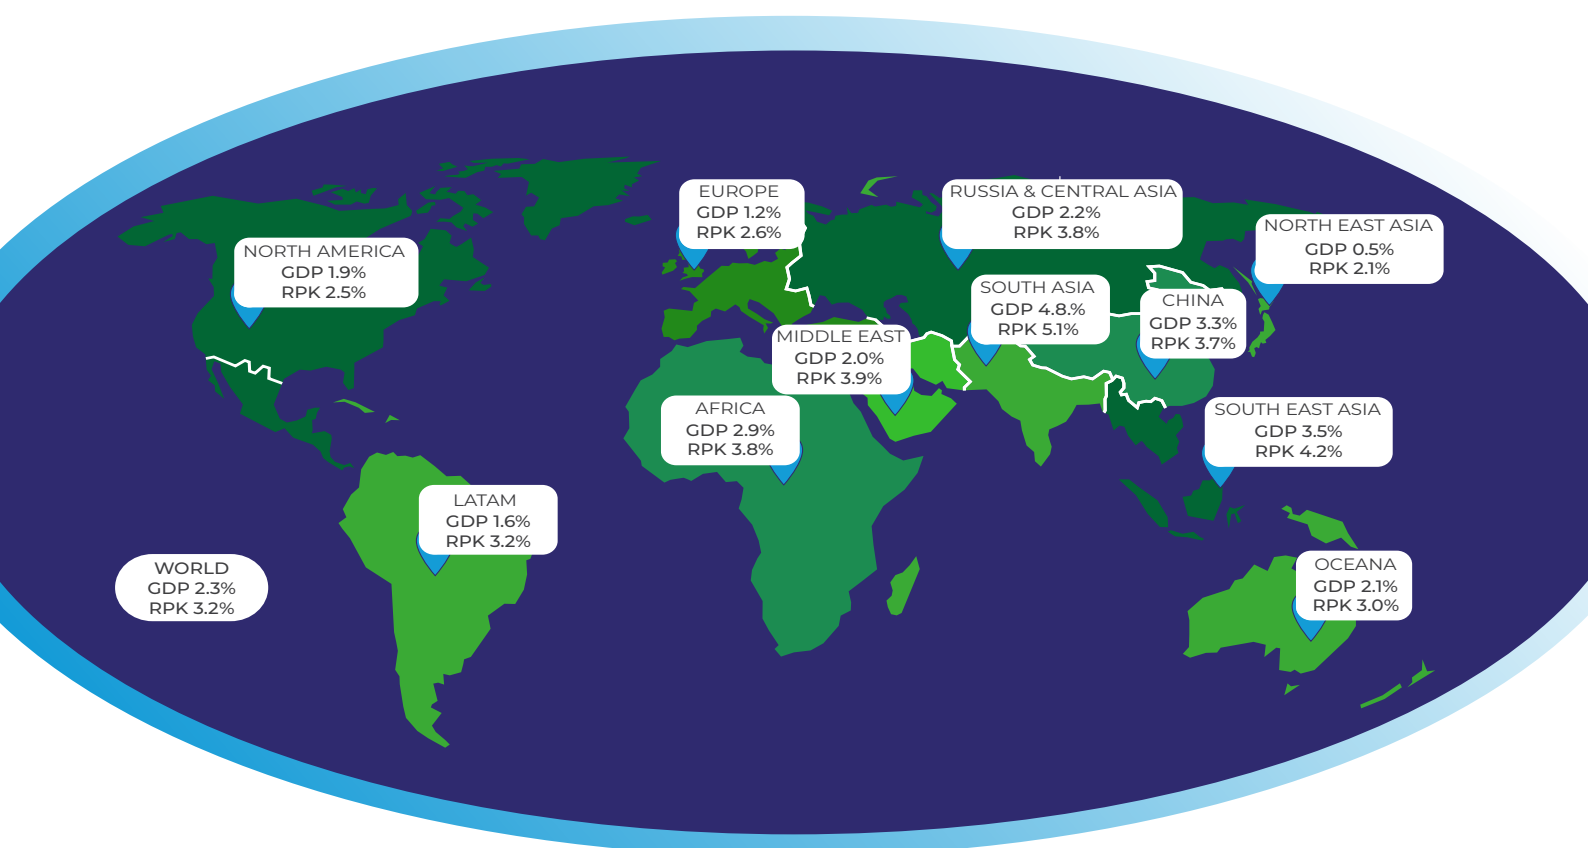 EUROPE
GDP 1.2%
RPK 2.6%
RUSSIA & CENTRAL ASIA
GDP 2.2%
RPK 3.8%
NORTH EAST ASIA
GDP 0.5%
RPK 2.1%
NORTH AMERICA
GDP 1.9%
RPK 2.5%
SOUTH ASIA
GDP 4.8.%
RPK 5.1%
CHINA
GDP 3.3%
RPK 3.7%
MIDDLE EAST
GDP 2.0%
RPK 3.9%
AFRICA
GDP 2.9%
RPK 3.8%
SOUTH EAST ASIA
GDP 3.5%
RPK 4.2%
LATAM
GDP 1.6%
RPK 3.2%
WORLD
GDP 2.3%
RPK 3.2%
OCEANA
GDP 2.1%
RPK 3.0%